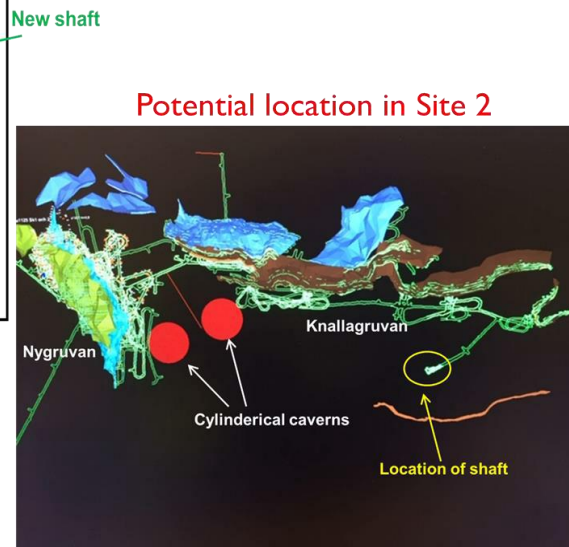 New shaft
Potential location in Site 2
Knallagruvan
Nygruvan
Cylinderical caverns
Location of shaft